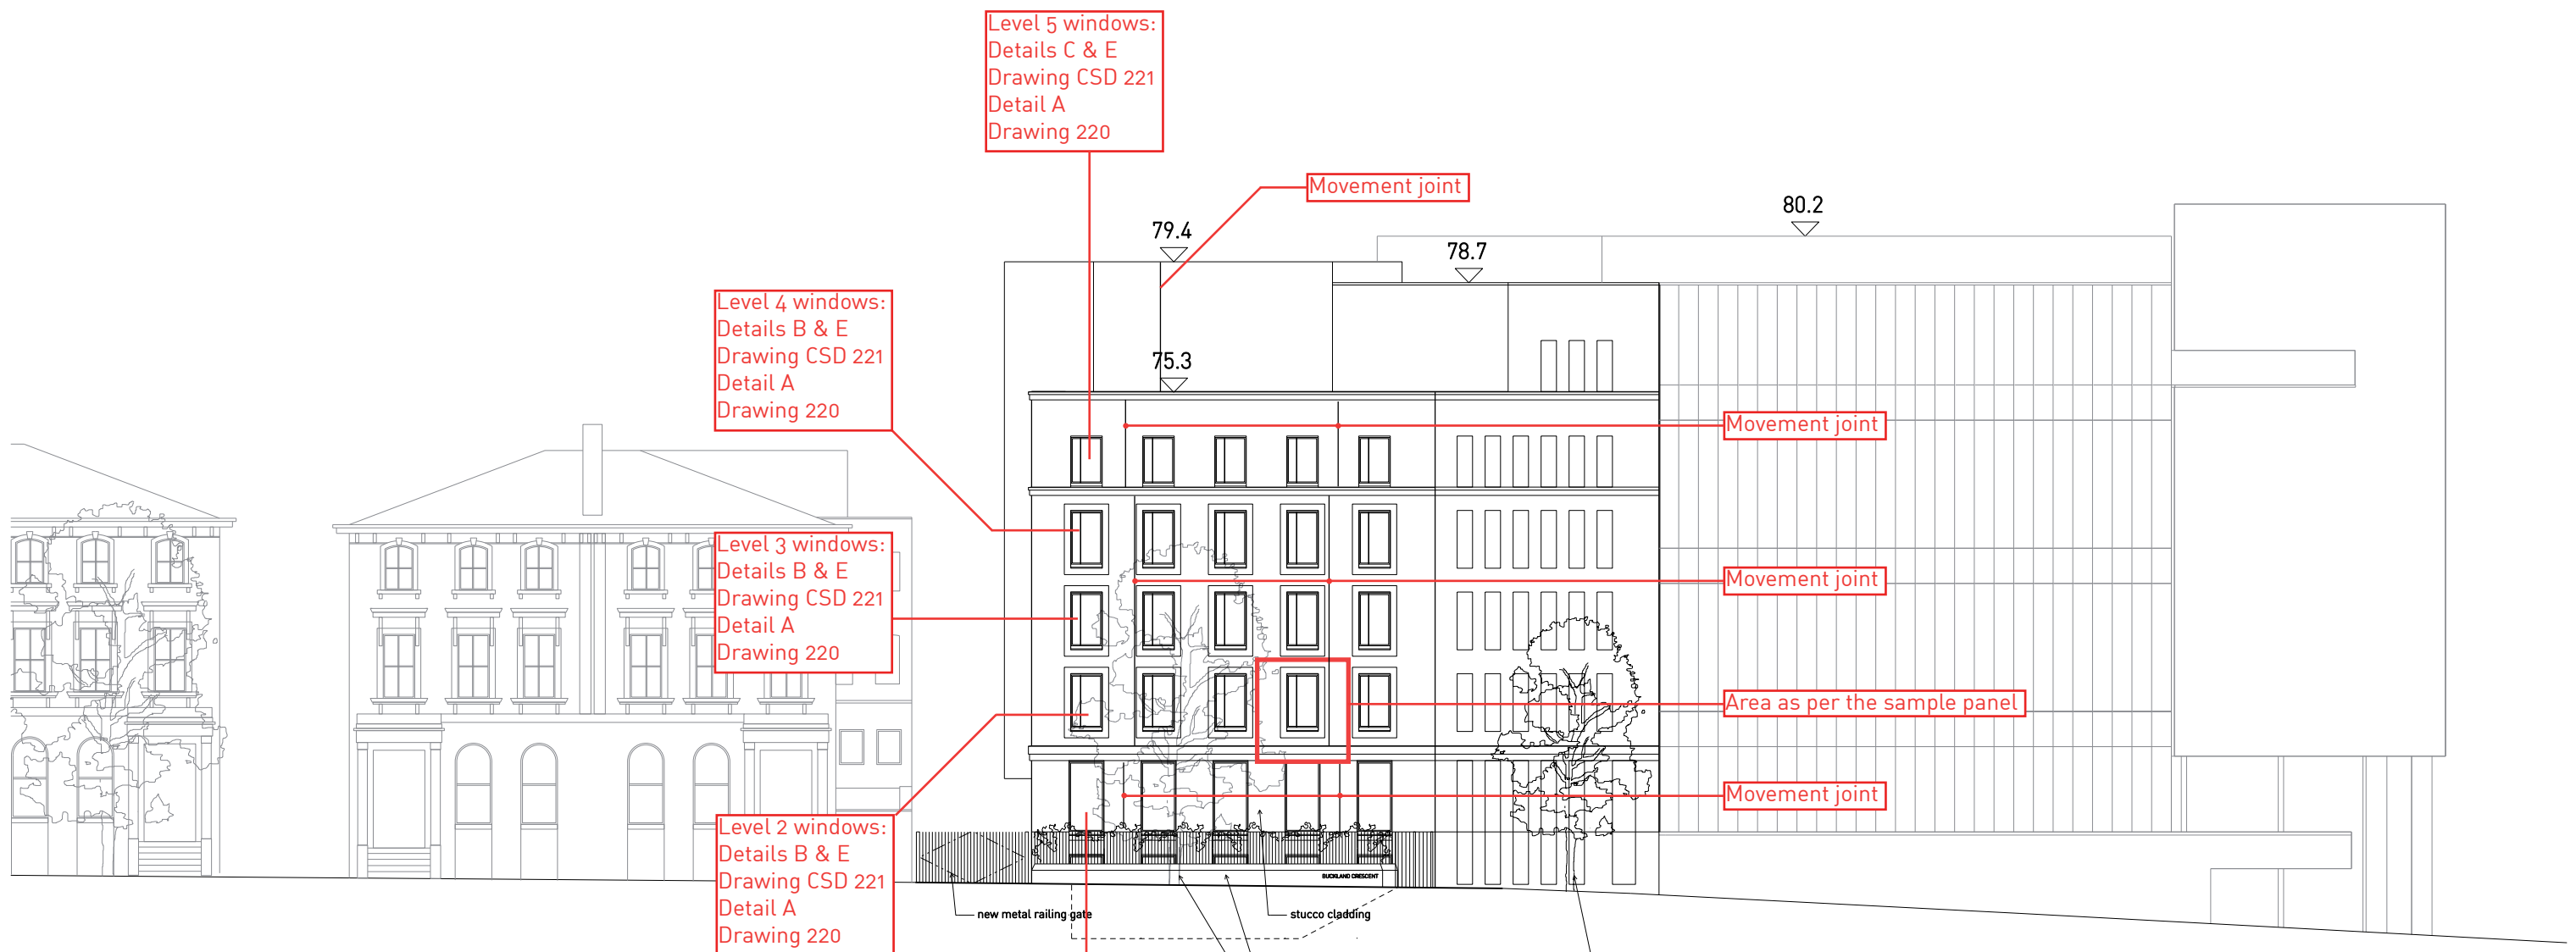 Level 5 windows:
Details C & E
Drawing CSD 221
Detail A
Drawing 220
Movement joint
80.2
79.4
78.7
Level 4 windows:
Details B & E
Drawing CSD 221
Detail A
Drawing 220
75.3
Movement joint
Level 3 windows:
Details B & E
Drawing CSD 221
Detail A
Drawing 220
Movement joint
Area as per the sample panel
Movement joint
Level 2 windows:
Details B & E
Drawing CSD 221
Detail A
Drawing 220
BUCKLAND CRESCENT
new metal railing gate
stucco cladding